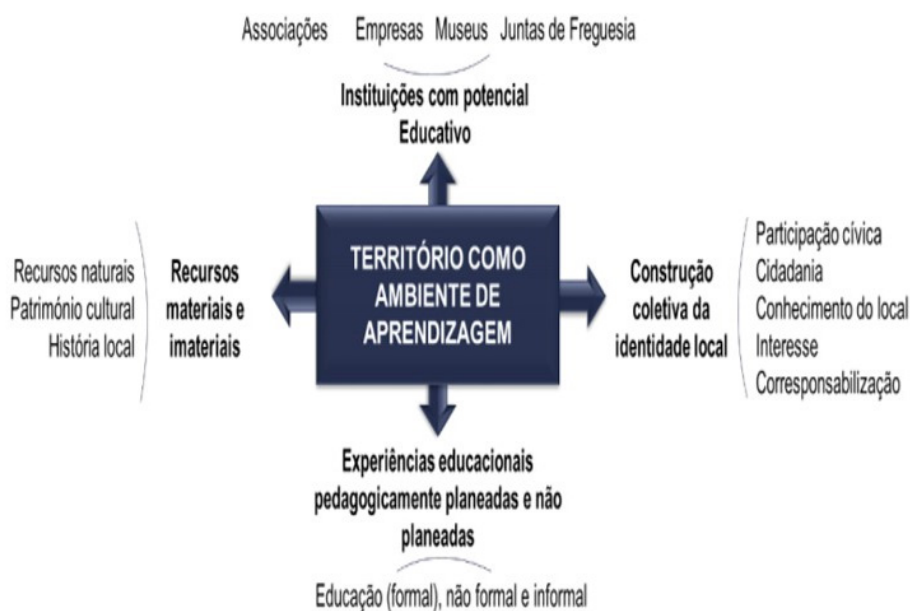 Associações Empresas Museus Juntas de Freguesia
Instituições com potencial
Educativo
TERRITÓRIO COMO
AMBIENTE DE
APRENDIZAGEM
Recursos naturais
Património cultural
História local
Recursos
materiais e
imateriais
Construção
coletiva da
identidade local
Participação cívica
Cidadania
Conhecimento do local
Interesse
Corresponsabilização
Experiências educacionais
pedagogicamente planeadas e não
planeadas
Educação (formal), não formal e informal